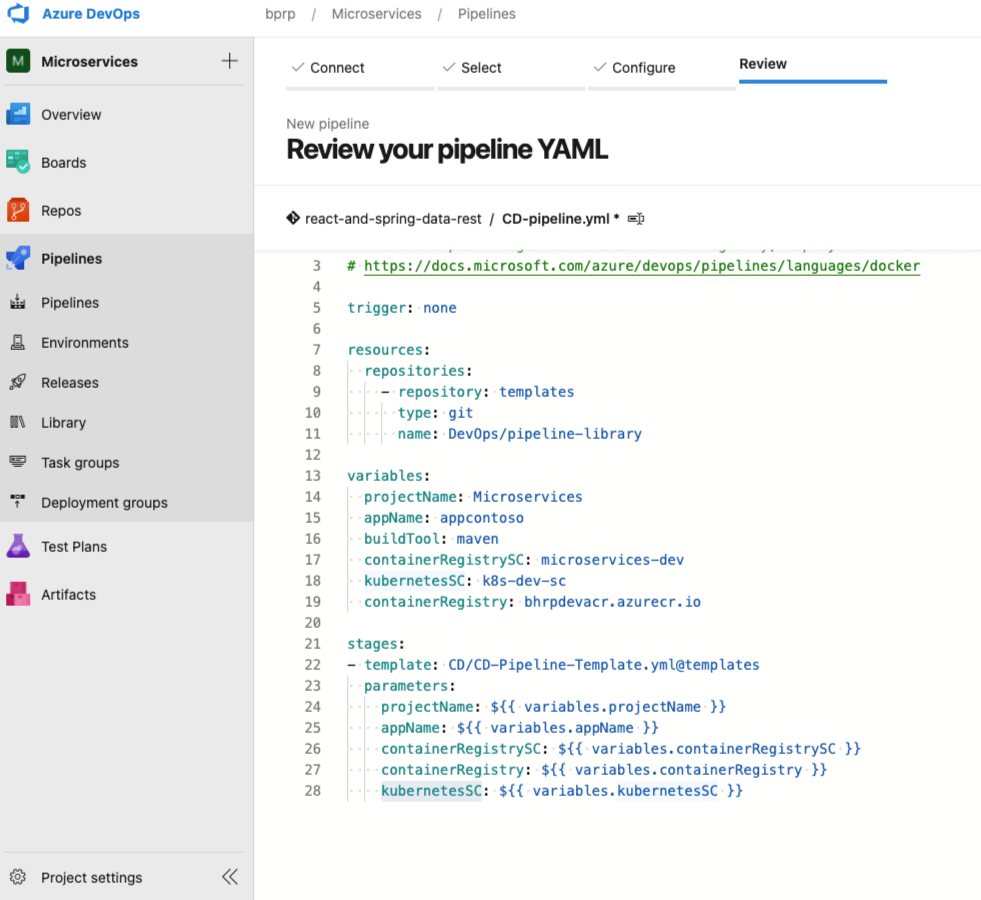 Azure DevOps
bprp / Microservices / Pipelines
M Microservices
Overview
Boards
Repos
Pipelines
Pipelines
Environments
Releases
Library
Task groups
Deployment groups
Test Plans
Artifacts
Project settings
Connect
Select
Configure
Review
New pipeline
Review your pipeline YAML
react-and-spring-data-rest / CD-pipeline.yml *
3 # https://docs.microsoft.com/azure/devops/pipelines/languages/docker
4
5 trigger: none
6
7 resources:
8   repositories:
9     - repository: templates
10       type: git
11       name: DevOps/pipeline-library
12
13 variables:
14   projectName: Microservices
15   appName: appcontoso
16   buildTool: maven
17   containerRegistrySC: microservices-dev
18   kubernetesSC: k8s-dev-sc
19   containerRegistry: bhrpdevacr.azurecr.io
20
21 stages:
22 - template: CD/CD-Pipeline-Template.yml@templates
23   parameters:
24     projectName: ${{ variables.projectName }}
25     appName: ${{ variables.appName }}
26     containerRegistrySC: ${{ variables.containerRegistrySC }}
27     containerRegistry: ${{ variables.containerRegistry }}
28     kubernetesSC: ${{ variables.kubernetesSC }}